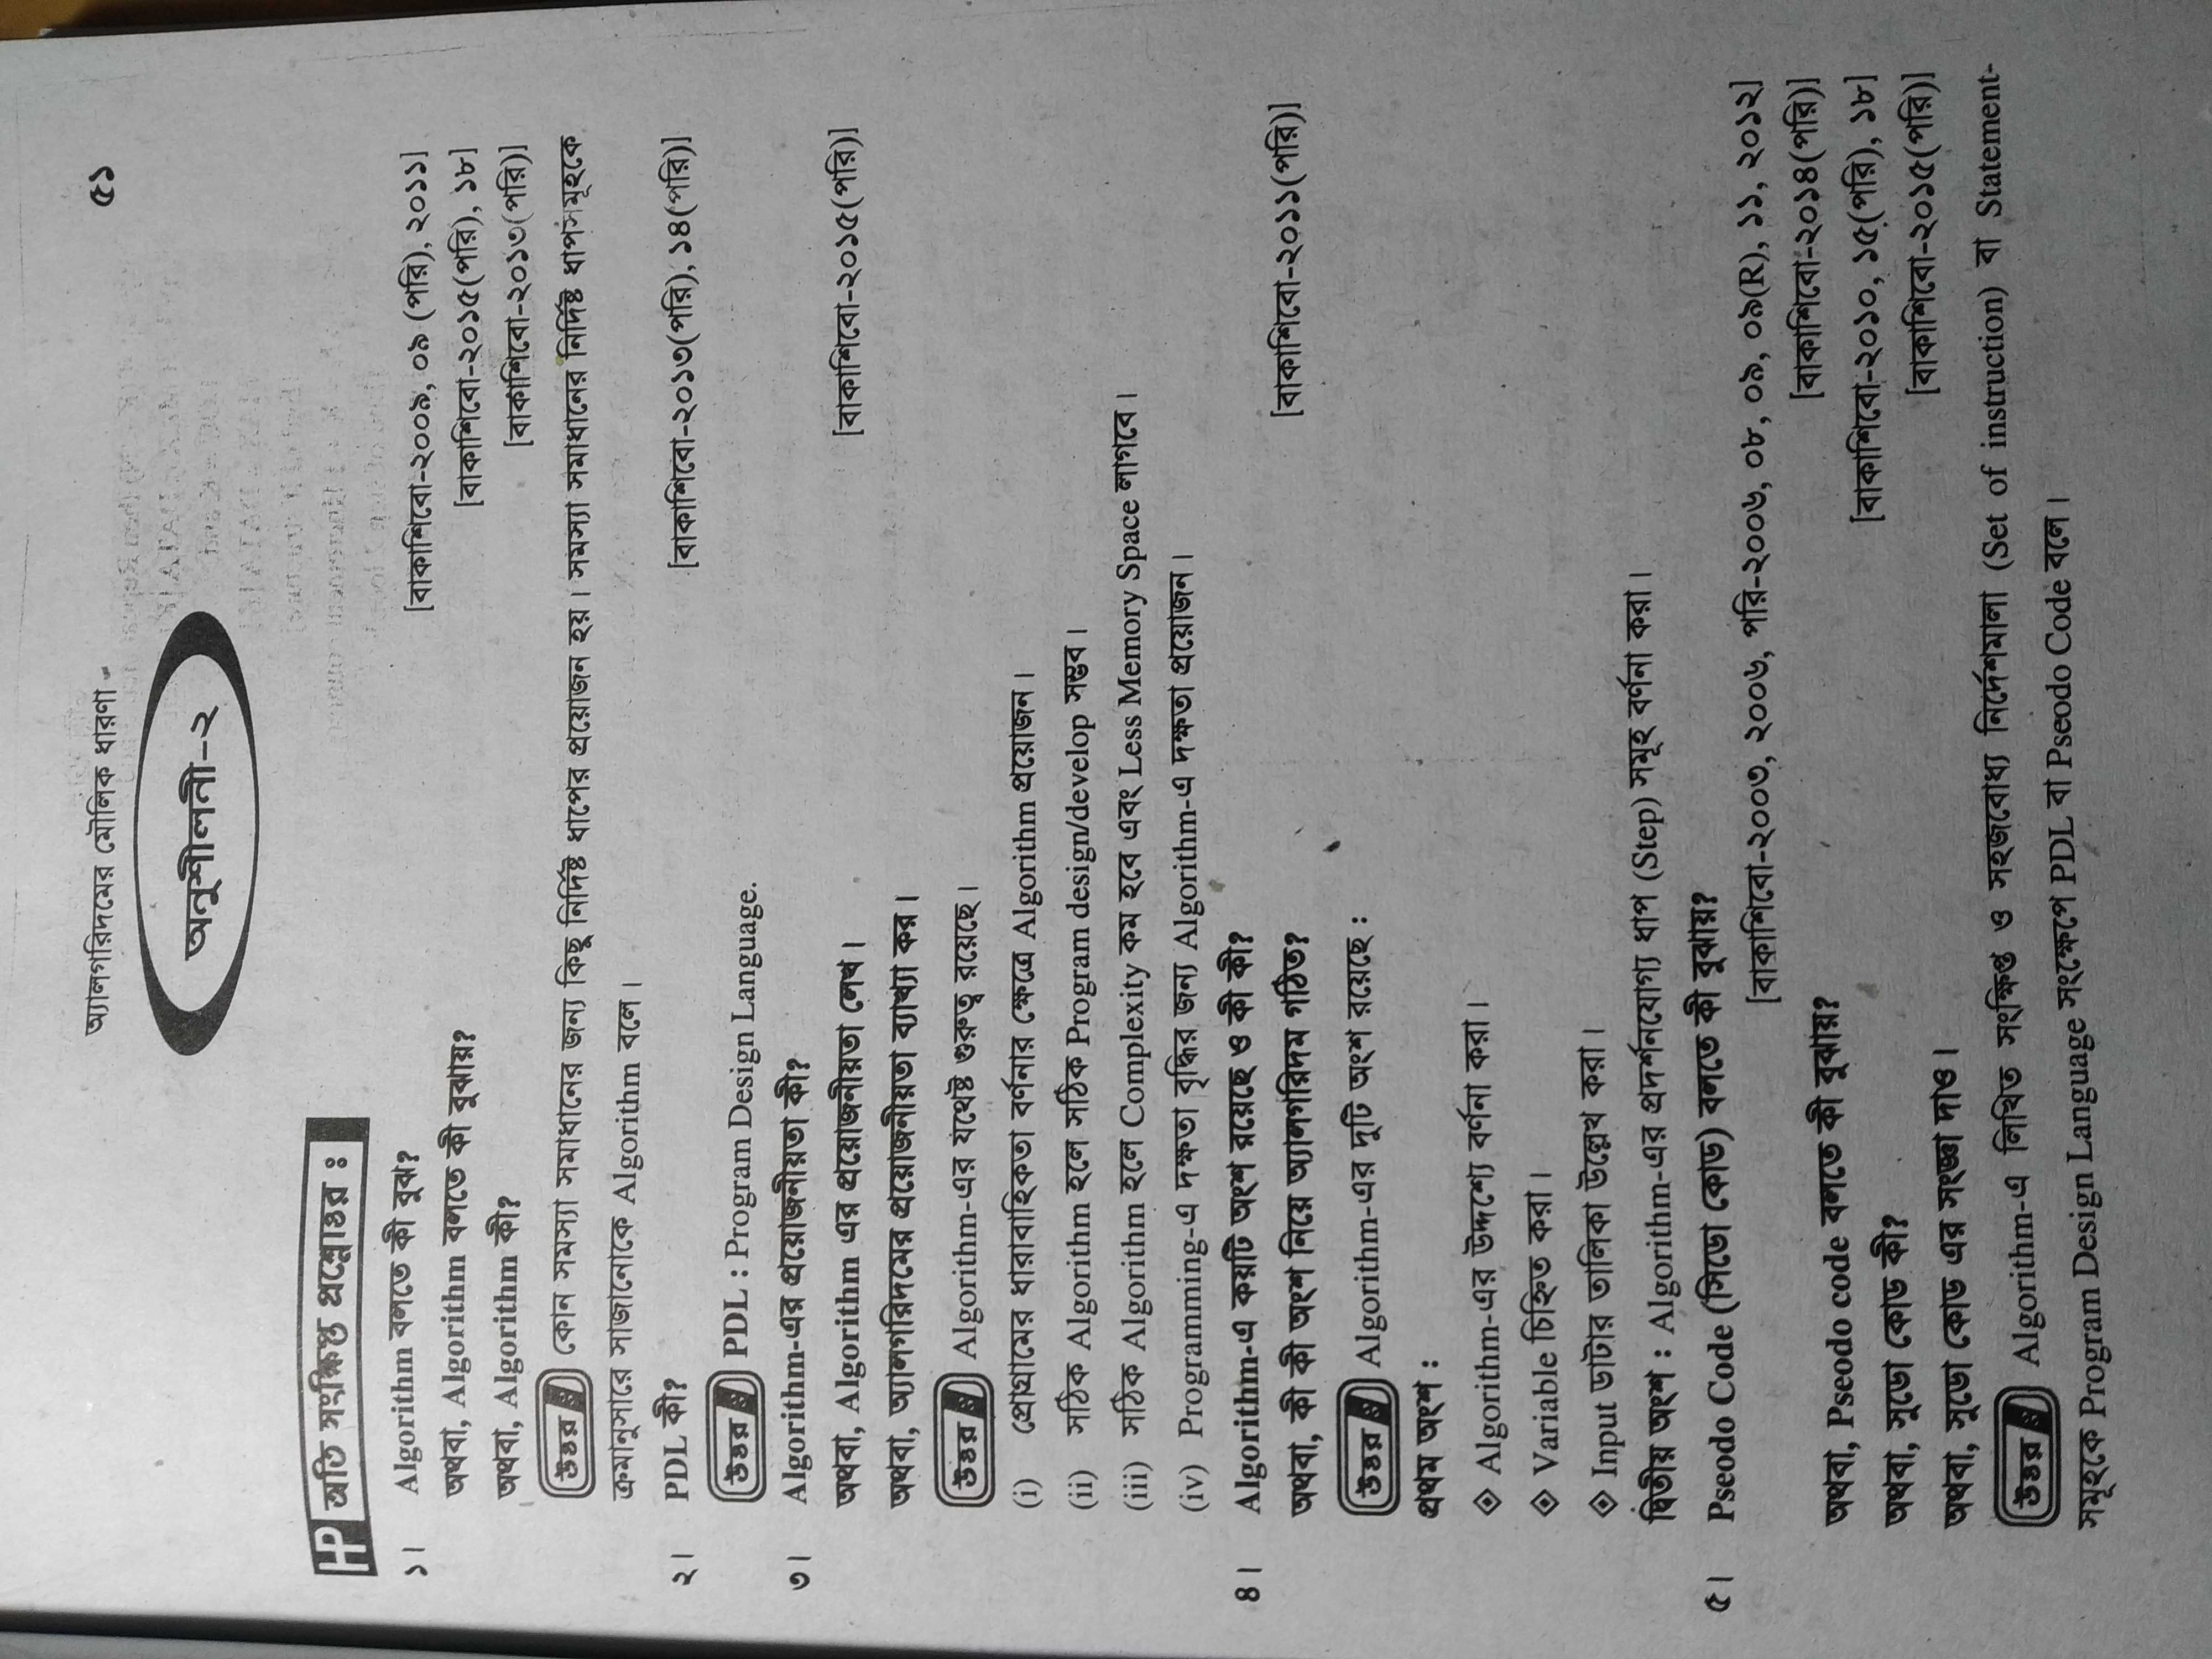 অ্যালগরিদমের মৌলিক ধারণা
৫১
অনুশীলনী-২
HP অতি সংক্ষিপ্ত প্রশ্নোত্তর :
১। Algorithm বলতে কী বুঝ? [বাকাশিবো-২০০৯, ০৯ (পরি), ২০১১]
অথবা, Algorithm বলতে কী বুঝায়? [বাকাশিবো-২০১৫(পরি), ১৮]
অথবা, Algorithm কী? [বাকাশিবো-২০১৩(পরি)]
উত্তর ঃ কোন সমস্যা সমাধানের জন্য কিছু নির্দিষ্ট ধাপের প্রয়োজন হয়। সমস্যা সমাধানের নির্দিষ্ট ধাপসমূহকে
ক্রমানুসারে সাজানোকে Algorithm বলে।
২। PDL কী? [বাকাশিবো-২০১৩(পরি), ১৪(পরি)]
উত্তর ঃ PDL : Program Design Language.
৩। Algorithm-এর প্রয়োজনীয়তা কী?
অথবা, Algorithm এর প্রয়োজনীয়তা লেখ। [বাকাশিবো-২০১৫(পরি)]
অথবা, অ্যালগরিদমের প্রয়োজনীয়তা ব্যাখ্যা কর।
উত্তর ঃ Algorithm-এর যথেষ্ট গুরুত্ব রয়েছে।
(i) প্রোগ্রামের ধারাবাহিকতা বর্ণনার ক্ষেত্রে Algorithm প্রয়োজন।
(ii) সঠিক Algorithm হলে সঠিক Program design/develop সম্ভব।
(iii) সঠিক Algorithm হলে Complexity কম হবে এবং Less Memory Space লাগবে।
(iv) Programming-এ দক্ষতা বৃদ্ধির জন্য Algorithm-এ দক্ষতা প্রয়োজন।
৪। Algorithm-এ কয়টি অংশ রয়েছে ও কী কী? [বাকাশিবো-২০১১(পরি)]
অথবা, কী কী অংশ নিয়ে অ্যালগরিদম গঠিত?
উত্তর ঃ Algorithm-এর দুটি অংশ রয়েছে :
প্রথম অংশ :
Algorithm-এর উদ্দশ্যে বর্ণনা করা।
Variable চিহ্নিত করা।
Input ডাটার তালিকা উল্লেখ করা।
দ্বিতীয় অংশ : Algorithm-এর প্রদর্শনযোগ্য ধাপ (Step) সমূহ বর্ণনা করা।
৫। Pseodo Code (সিডো কোড) বলতে কী বুঝায়?
[বাকাশিবো-২০০৩, ২০০৬, পরি-২০০৬, ০৮, ০৯, ০৯(R), ১১, ২০১২]
অথবা, Pseodo code বলতে কী বুঝায়? [বাকাশিবো-২০১৪(পরি)]
অথবা, সুডো কোড কী? [বাকাশিবো-২০১০, ১৫(পরি), ১৮]
অথবা, সুডো কোড এর সংজ্ঞা দাও। [বাকাশিবো-২০১৫(পরি)]
উত্তর ঃ Algorithm-এ লিখিত সংক্ষিপ্ত ও সহজবোধ্য নির্দেশমালা (Set of instruction) বা Statement-
সমূহকে Program Design Language সংক্ষেপে PDL বা Pseodo Code বলে।